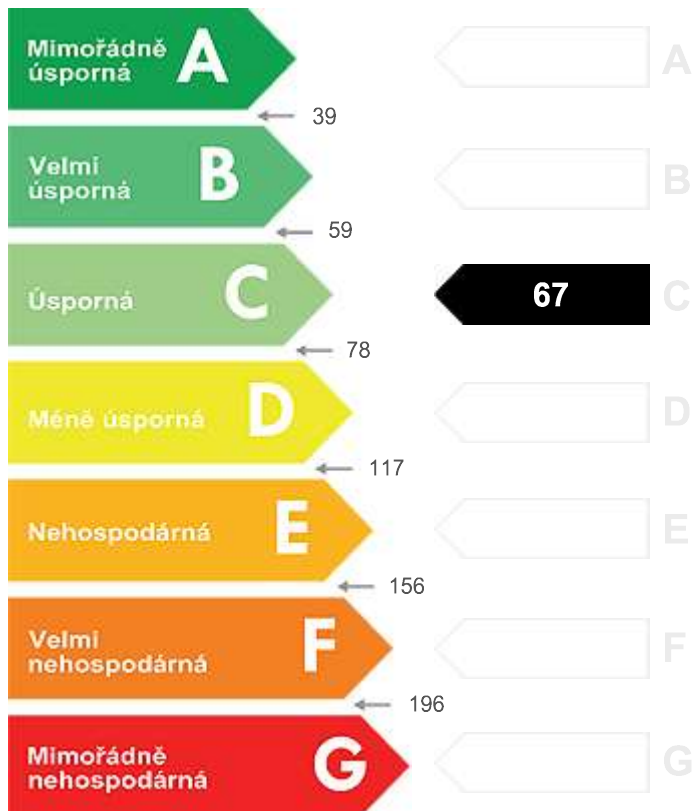 Mimořádně
úsporná
A
A
39
Velmi
úsporná
B
B
59
Úsporná
C
67
C
78
Méně úsporná
D
D
117
Nehospodárná
E
E
156
Velmi
nehospodárná
F
F
196
Mimořádně
nehospodárná
G
G